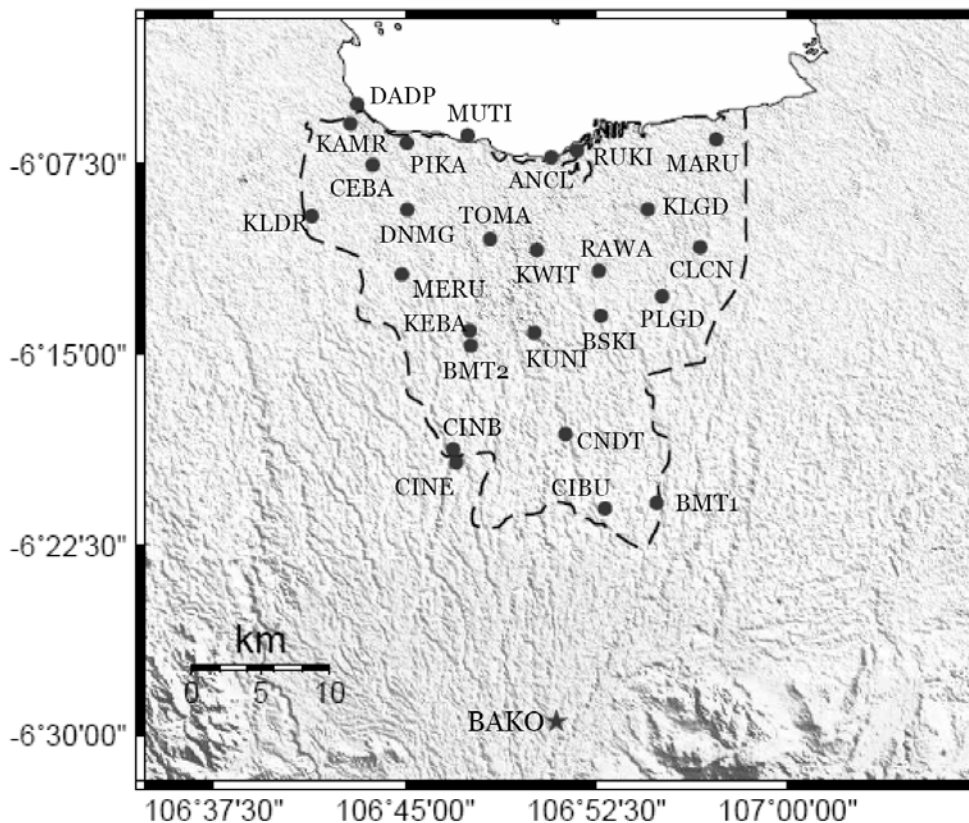 DADP
MUTI
KAMR
PIKA
RUKI
MARU
-6°07'30"
ANCL
CEBA
KLDR
TOMA
KLGD
DNMG
RAWA
KWIT
CLCN
MERU
PLGD
KEBA
BSKI
-6°15'00"
KUNI
BMT2
CINB
CNDT
CINE
CIBU
BMT1
-6°22'30"
km
0 5 10
BAKO
-6°30'00"
106°37'30" 106°45'00" 106°52'30" 107°00'00"